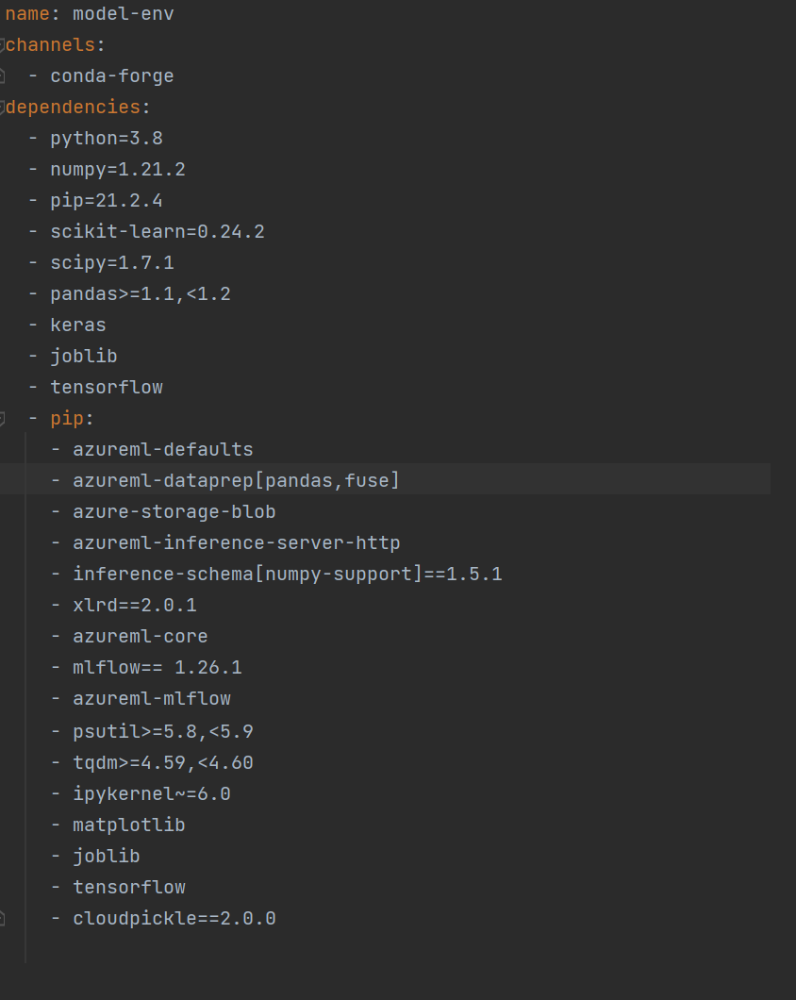 name: model-env
channels:
  - conda-forge
dependencies:
  - python=3.8
  - numpy=1.21.2
  - pip=21.2.4
  - scikit-learn=0.24.2
  - scipy=1.7.1
  - pandas>=1.1,<1.2
  - keras
  - joblib
  - tensorflow
  - pip:
    - azureml-defaults
    - azureml-dataprep[pandas,fuse]
    - azure-storage-blob
    - azureml-inference-server-http
    - inference-schema[numpy-support]==1.5.1
    - xlrd==2.0.1
    - azureml-core
    - mlflow== 1.26.1
    - azureml-mlflow
    - psutil>=5.8,<5.9
    - tqdm>=4.59,<4.60
    - ipykernel~=6.0
    - matplotlib
    - joblib
    - tensorflow
    - cloudpickle==2.0.0